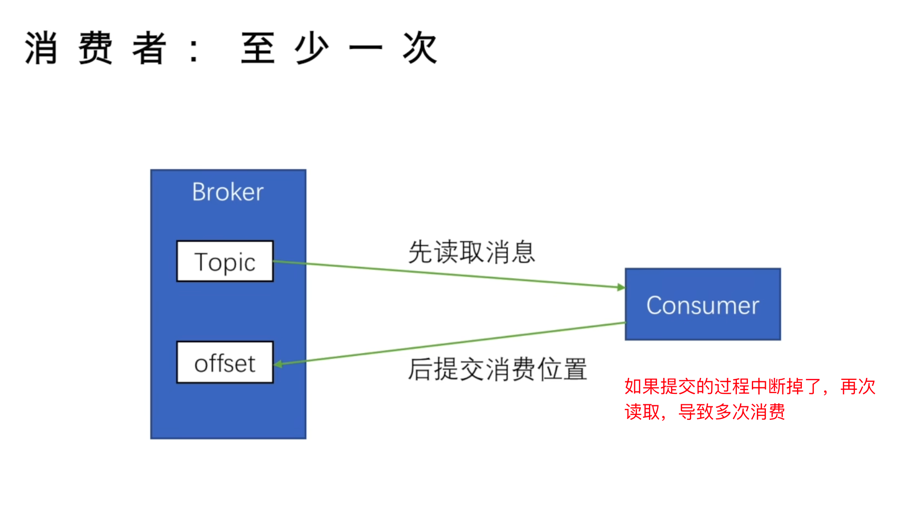 消费者：至少一次
Broker
Topic
先读取消息
Consumer
offset
后提交消费位置
如果提交的过程中断掉了，再次
读取，导致多次消费